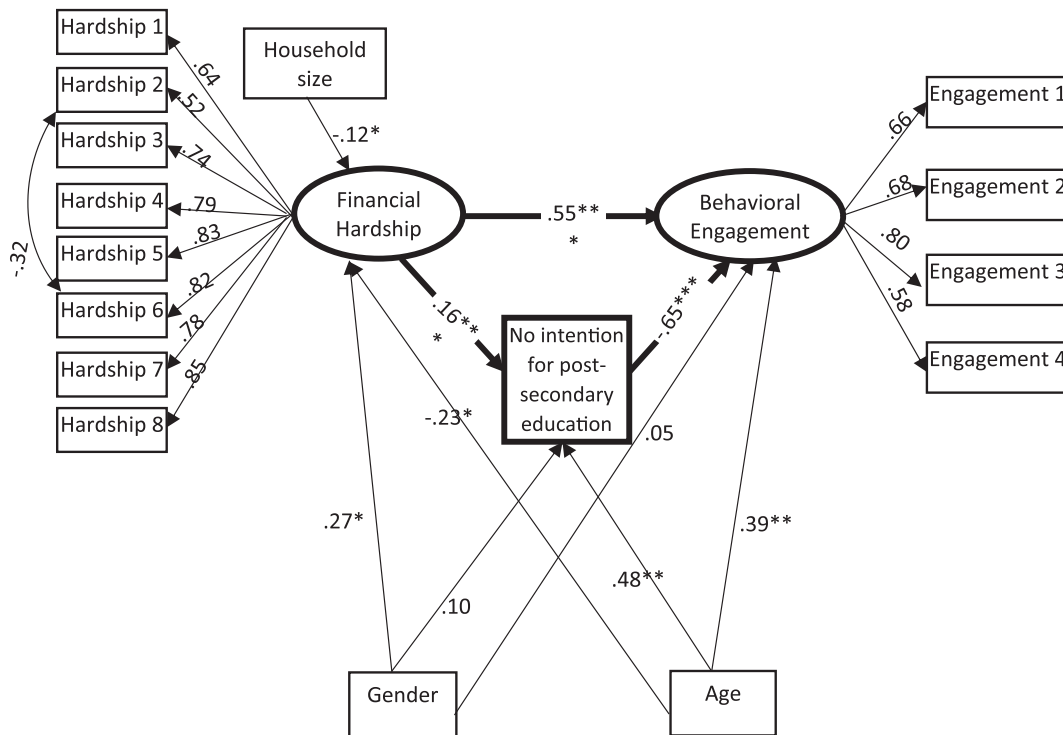 Hardship 1
Hardship 2
Hardship 3
Hardship 4
Hardship 5
Hardship 6
Hardship 7
Hardship 8
-.32
.64
.52
.74
.79
.83
.82
.78
.85
Household
size
-.12*
Financial
Hardship
.55**
*
Behavioral
Engagement
.16**
*
-.65***
No intention
for post-
secondary
education
.66
.68
.80
.58
Engagement 1
Engagement 2
Engagement 3
Engagement 4
-.23*
.05
.27*
.39**
.10
.48**
Gender
Age